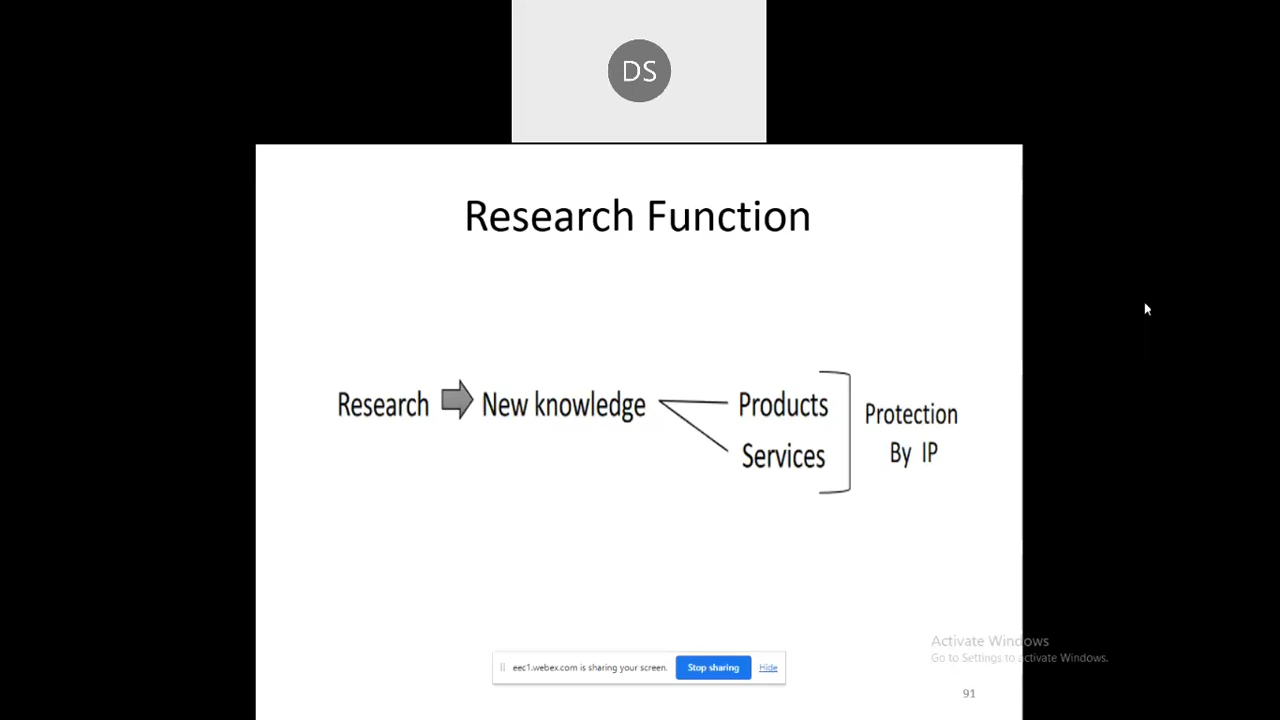 DS
Research Function
Research New knowledge Products
Services
Protection
By IP
Activate Windows
Go to Settings to activate Windows.
eec1.webex.com is sharing your screen. Stop sharing Hide
91